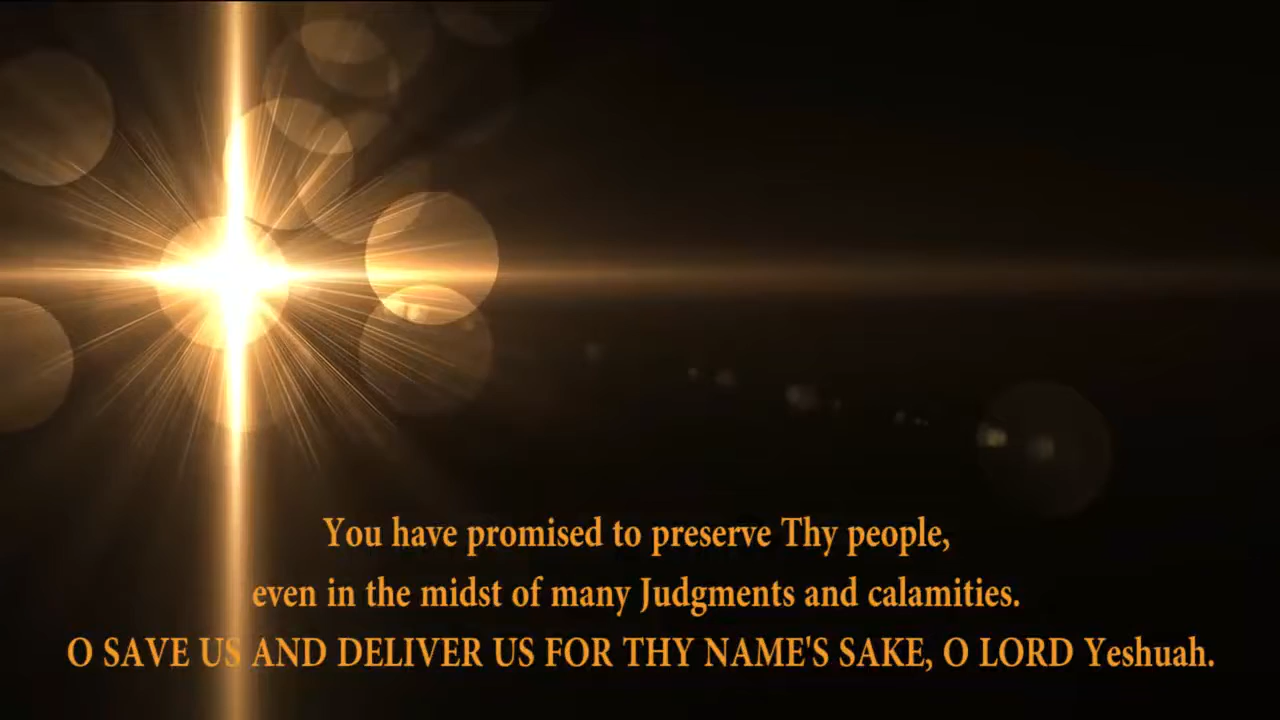 You have promised to preserve Thy people,
even in the midst of many Judgments and calamities.
O SAVE US AND DELIVER US FOR THY NAME'S SAKE, O LORD Yeshuah.